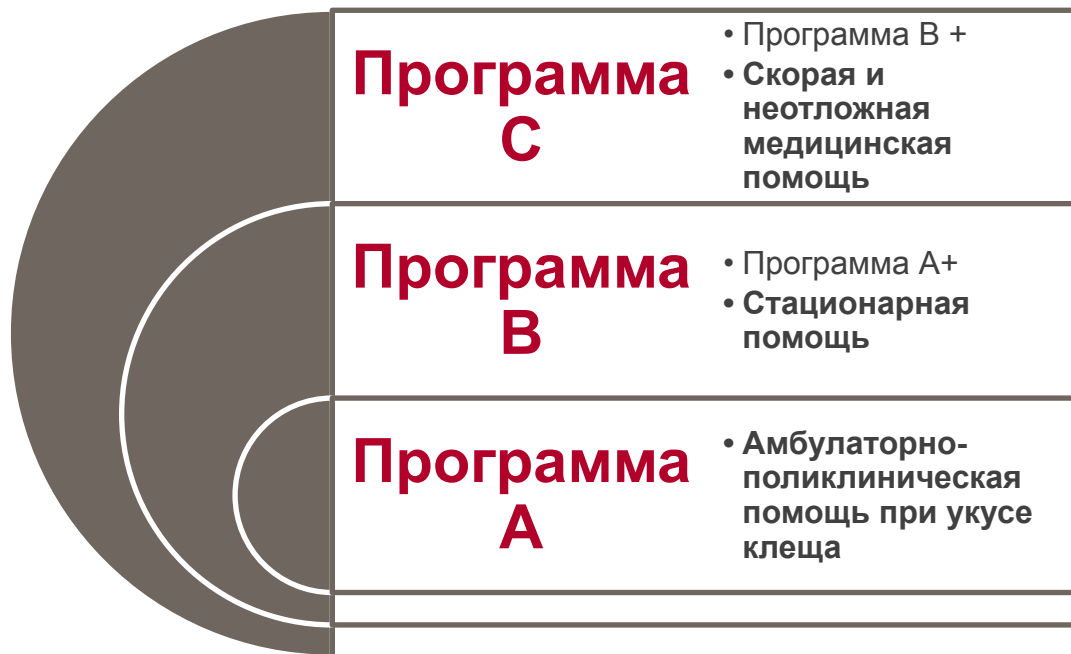 Программа
С
• Программа В +
• Скорая и
неотложная
медицинская
помощь
Программа
В
• Программа А+
• Стационарная
помощь
Программа
А
• Амбулаторно-
поликлиническая
помощь при укусе
клеща